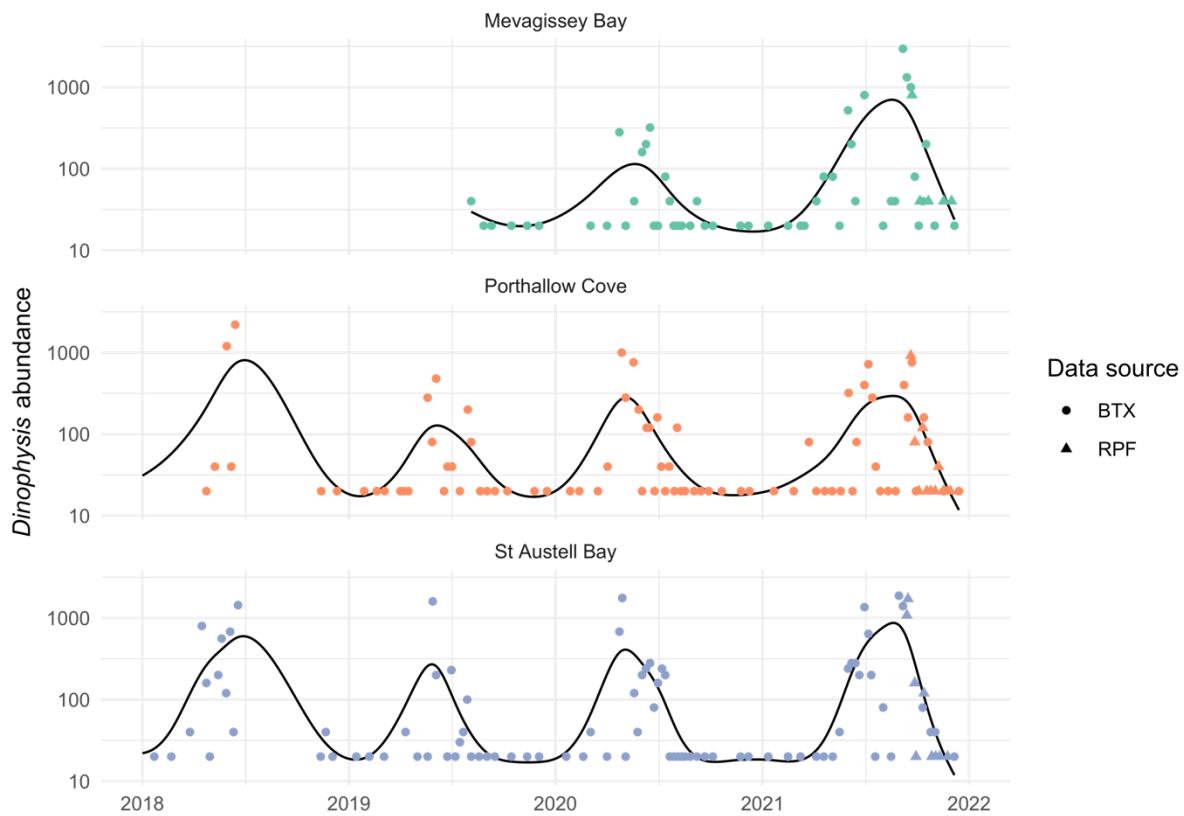 Mevagissey Bay
1000
100
10
Porthallow Cove
1000
100
10
St Austell Bay
1000
100
10
2018 2019 2020 2021 2022
Dinophysis abundance
Data source
BTX
RPF